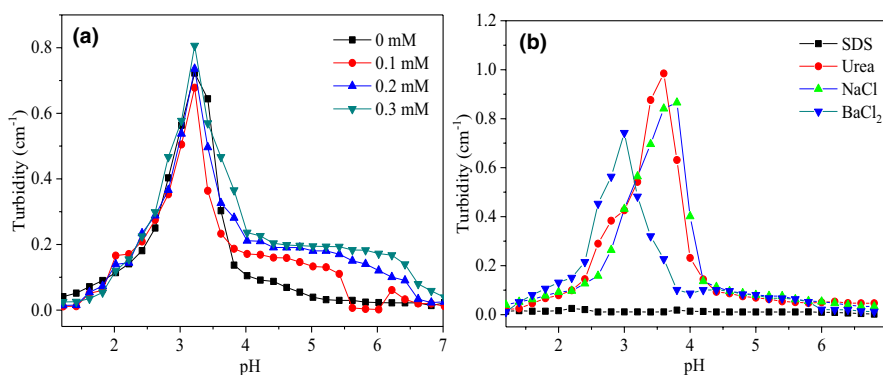 (a)
0 mM
0.1 mM
0.2 mM
0.3 mM
Turbidity (cm⁻¹)
0.8
0.6
0.4
0.2
0.0
2 3 4 5 6 7
pH
(b)
SDS
Urea
NaCl
BaCl₂
Turbidity (cm⁻¹)
1.2
1.0
0.8
0.6
0.4
0.2
0.0
2 3 4 5 6
pH